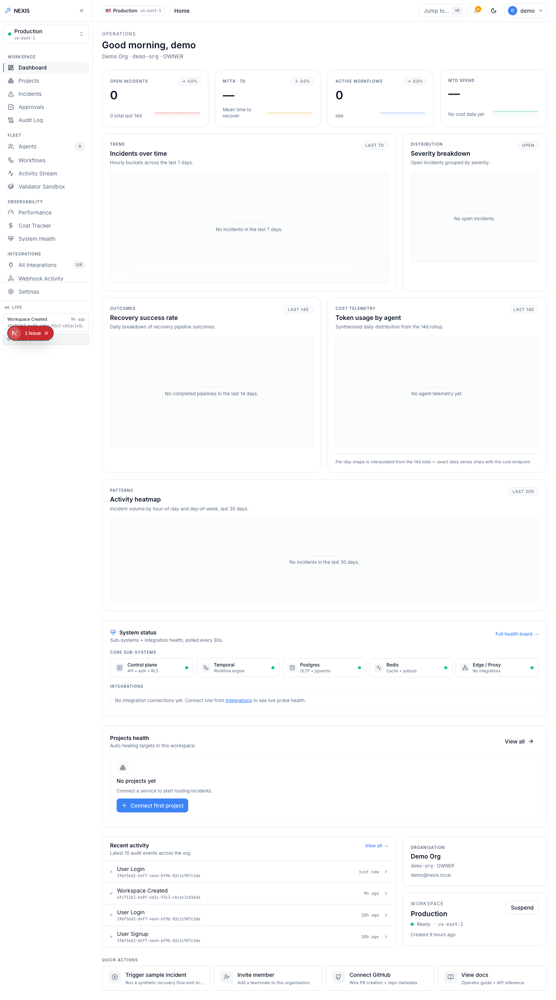 NEXIS
Production
us-east-1
WORKSPACE
Dashboard
Projects
Incidents
Approvals
Audit Log
FLEET
Agents 9
Workflows
Activity Stream
Validator Sandbox
OBSERVABILITY
Performance
Cost Tracker
System Health
INTEGRATIONS
All Integrations 0/6
Webhook Activity
Settings
LIVE
Workspace Created 9h ago
1 Issue
Production us-east-1 Home
Jump to... ⌘K 4 D demo
OPERATIONS
Good morning, demo
Demo Org · demo-org · OWNER
OPEN INCIDENTS → 0.0%
0
0 total last 14d
MTTR · 7D → 0.0%
—
Mean time to
recover
ACTIVE WORKFLOWS → 0.0%
0
Idle
MTD SPEND
—
No cost data yet
TREND LAST 7D
Incidents over time
Hourly buckets across the last 7 days.
No incidents in the last 7 days.
DISTRIBUTION OPEN
Severity breakdown
Open incidents grouped by severity.
No open incidents.
OUTCOMES LAST 14D
Recovery success rate
Daily breakdown of recovery pipeline outcomes.
No completed pipelines in the last 14 days.
COST TELEMETRY LAST 14D
Token usage by agent
Synthesised daily distribution from the 14d rollup.
No agent telemetry yet.
Per-day shape is interpolated from the 14d total — exact daily series ships with the cost endpoint.
PATTERNS LAST 30D
Activity heatmap
Incident volume by hour-of-day and day-of-week, last 30 days.
No incidents in the last 30 days.
System status Full health board →
Sub-systems + integration health, polled every 30s.
CORE SUB-SYSTEMS
Control plane
API + auth + RLS
Temporal
Workflow engine
Postgres
OLTP + pgvector
Redis
Cache + pubsub
Edge / Proxy
No integrations
INTEGRATIONS
No integration connections yet. Connect one from Integrations to see live probe health.
Projects health View all →
Auto-healing targets in this workspace.
No projects yet
Connect a service to start routing incidents.
+ Connect first project
Recent activity View all →
Latest 10 audit events across the org.
User Login just now
196f36d3-d4f7-4ee4-bf9b-82c1c907c3de
Workspace Created 9h ago
4fc711b3-be8f-4d1c-93c3-cb1ac1c01bda
User Login 10h ago
196f36d3-d4f7-4ee4-bf9b-82c1c907c3de
User Signup 10h ago
196f36d3-d4f7-4ee4-bf9b-82c1c907c3de
ORGANISATION
Demo Org
demo-org · OWNER
demo@nexis.local
WORKSPACE Suspend
Production
Ready · us-east-1
Created 9 hours ago
QUICK ACTIONS
Trigger sample incident
Run a synthetic recovery flow end-to...
Invite member
Add a teammate to this organisation
Connect GitHub
Wire PR creation + repo metadata
View docs
Operator guide + API reference